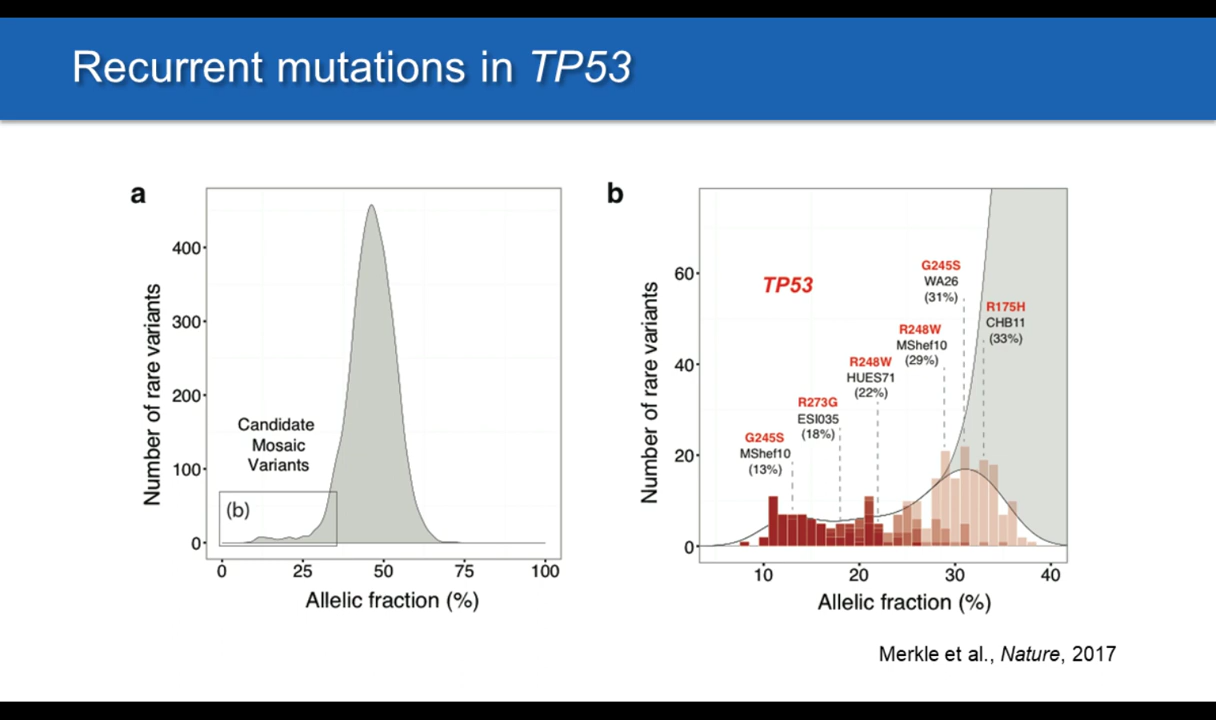 Recurrent mutations in TP53
a
Number of rare variants
400
300
200
100
0
Candidate
Mosaic
Variants
(b)
0 25 50 75 100
Allelic fraction (%)
b
Number of rare variants
60
40
20
0
TP53
G245S
MShef10
(13%)
R273G
ESI035
(18%)
R248W
HUES71
(22%)
R248W
MShef10
(29%)
G245S
WA26
(31%)
R175H
CHB11
(33%)
10 20 30 40
Allelic fraction (%)
Merkle et al., Nature, 2017